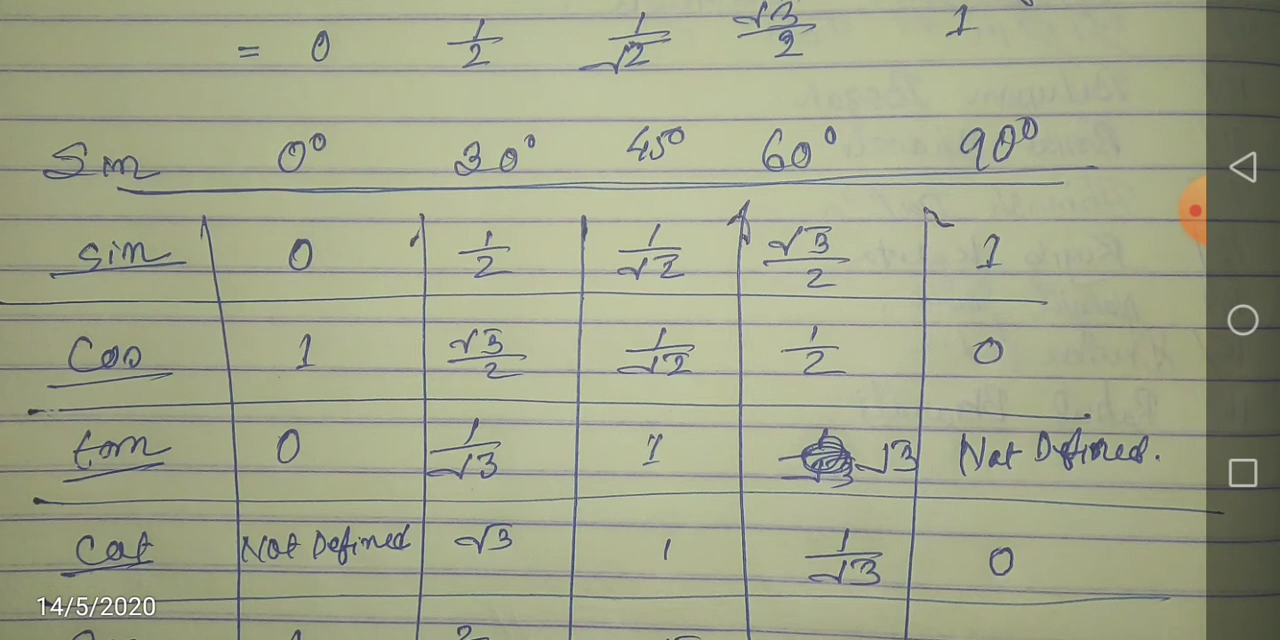 = 0 1/2 1/√2 √3/2 1
Sin 0° 30° 45° 60° 90°
Sin 0 1/2 1/√2 √3/2 1
Cos 1 √3/2 1/√2 1/2 0
tan 0 1/√3 1 √3 Not Defined.
Cot Not Defined √3 1 1/√3 0
14/5/2020